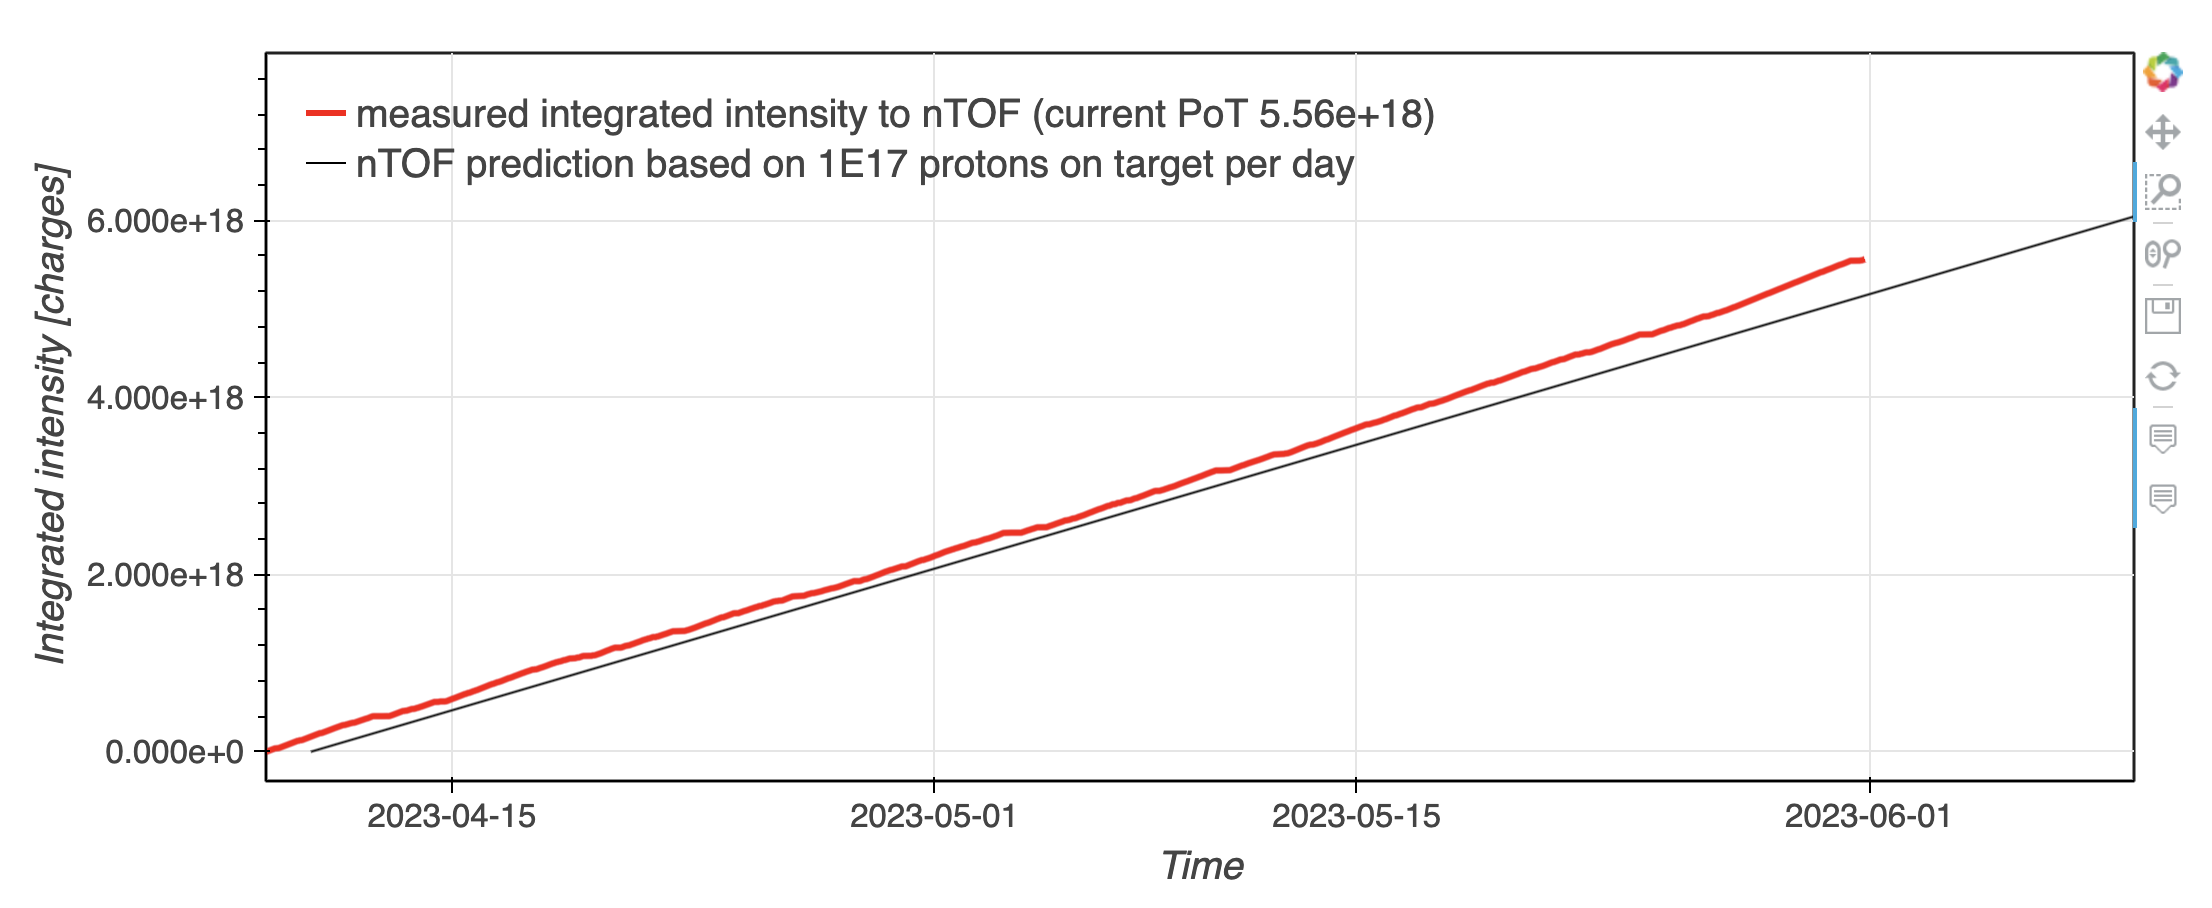 measured integrated intensity to nTOF (current PoT 5.56e+18)
nTOF prediction based on 1E17 protons on target per day
Integrated intensity [charges]
6.000e+18
4.000e+18
2.000e+18
0.000e+0
2023-04-15
2023-05-01
2023-05-15
2023-06-01
Time